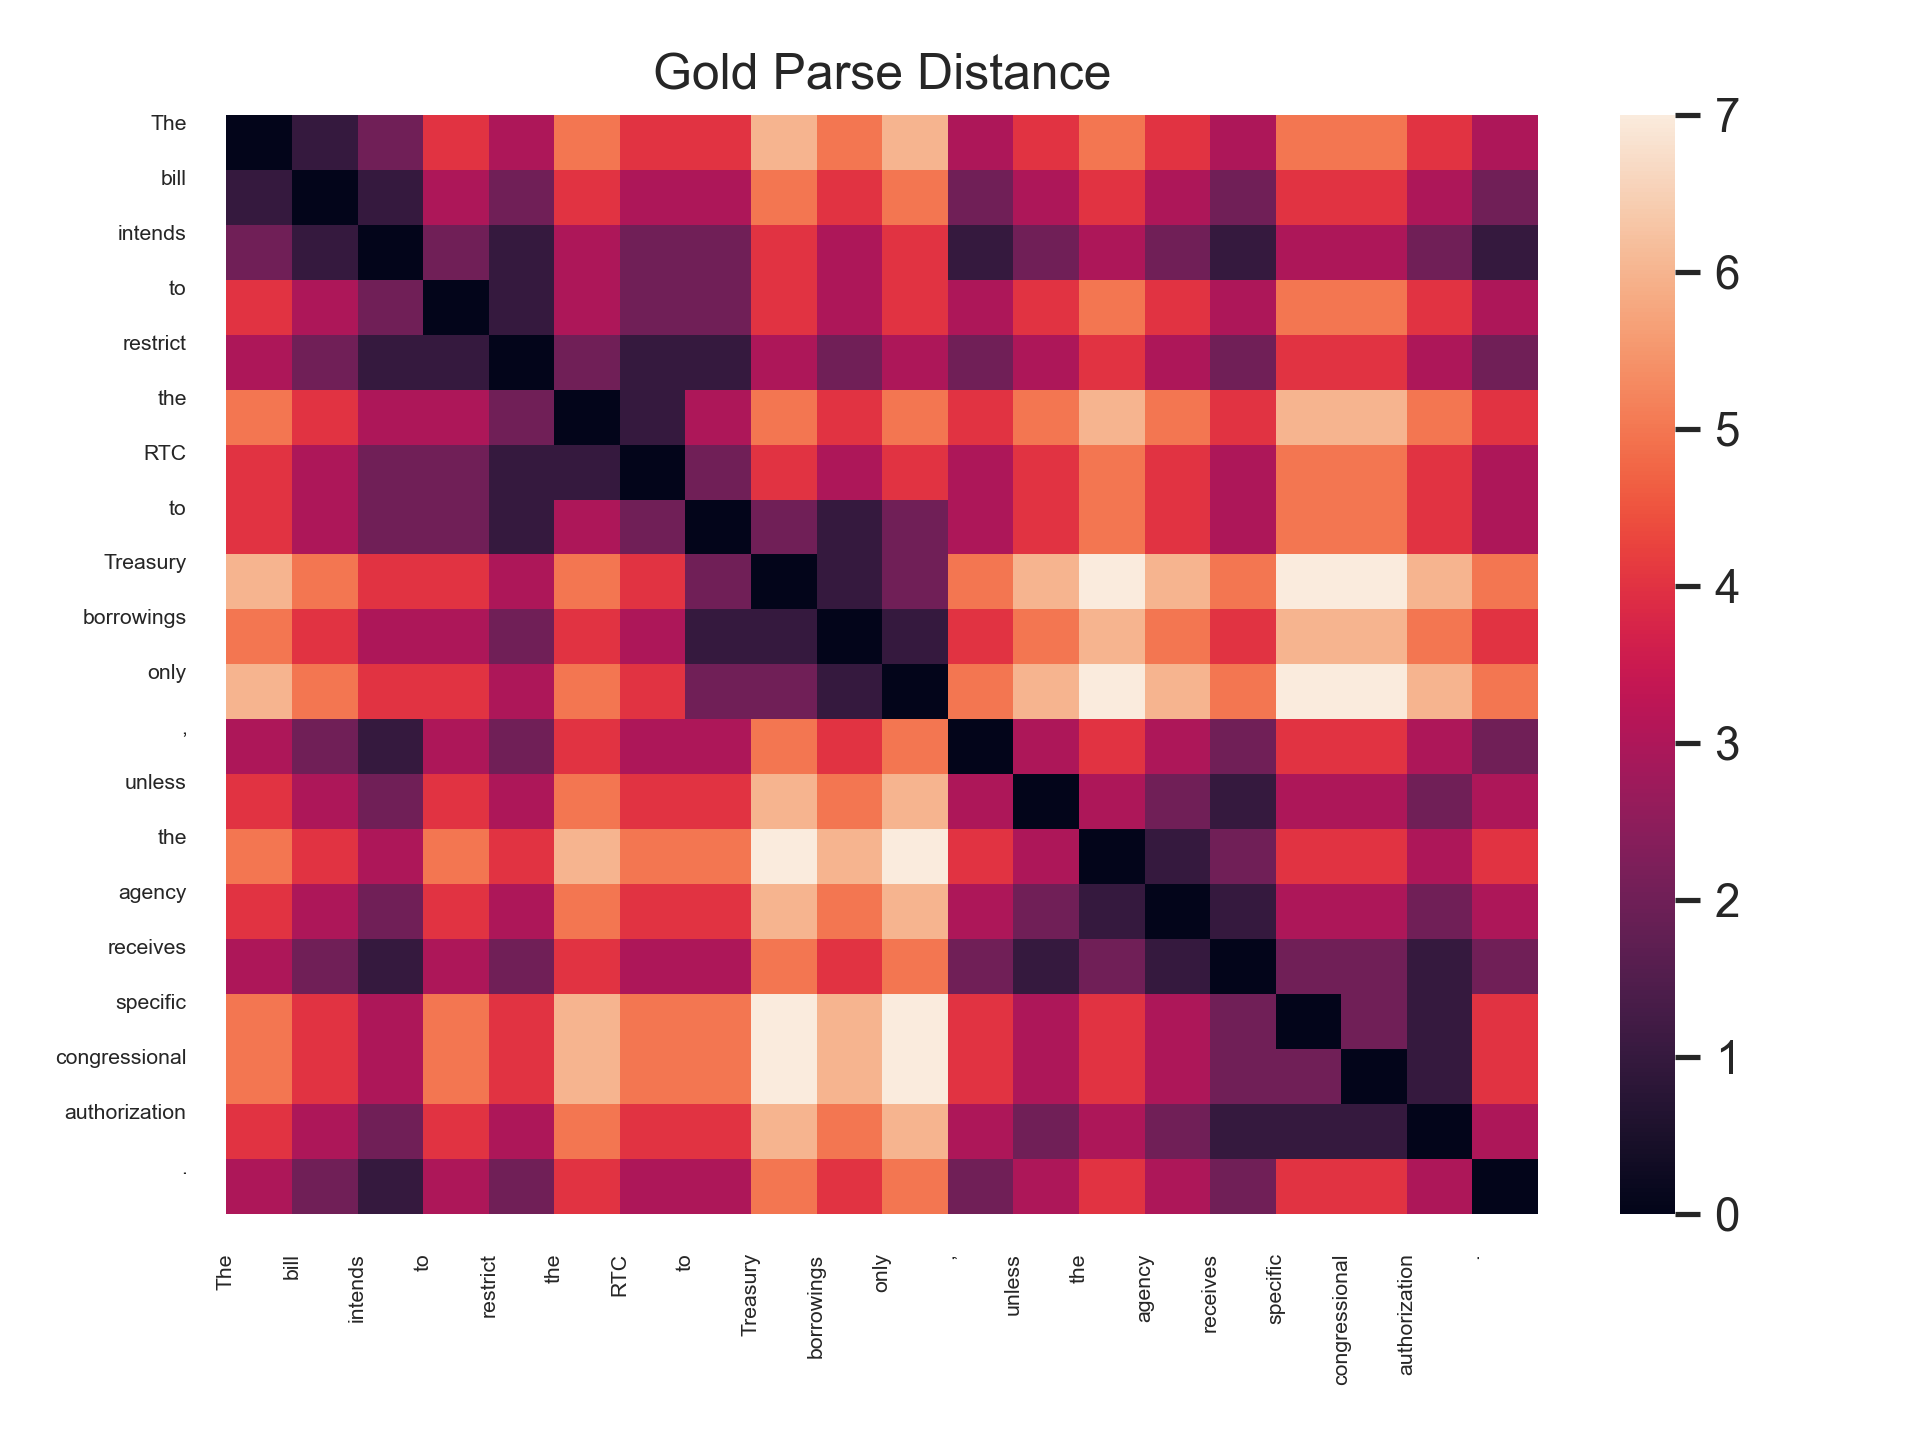 Gold Parse Distance
The
bill
intends
to
restrict
the
RTC
to
Treasury
borrowings
only
,
unless
the
agency
receives
specific
congressional
authorization
.
The
bill
intends
to
restrict
the
RTC
to
Treasury
borrowings
only
,
unless
the
agency
receives
specific
congressional
authorization
.
7
6
5
4
3
2
1
0